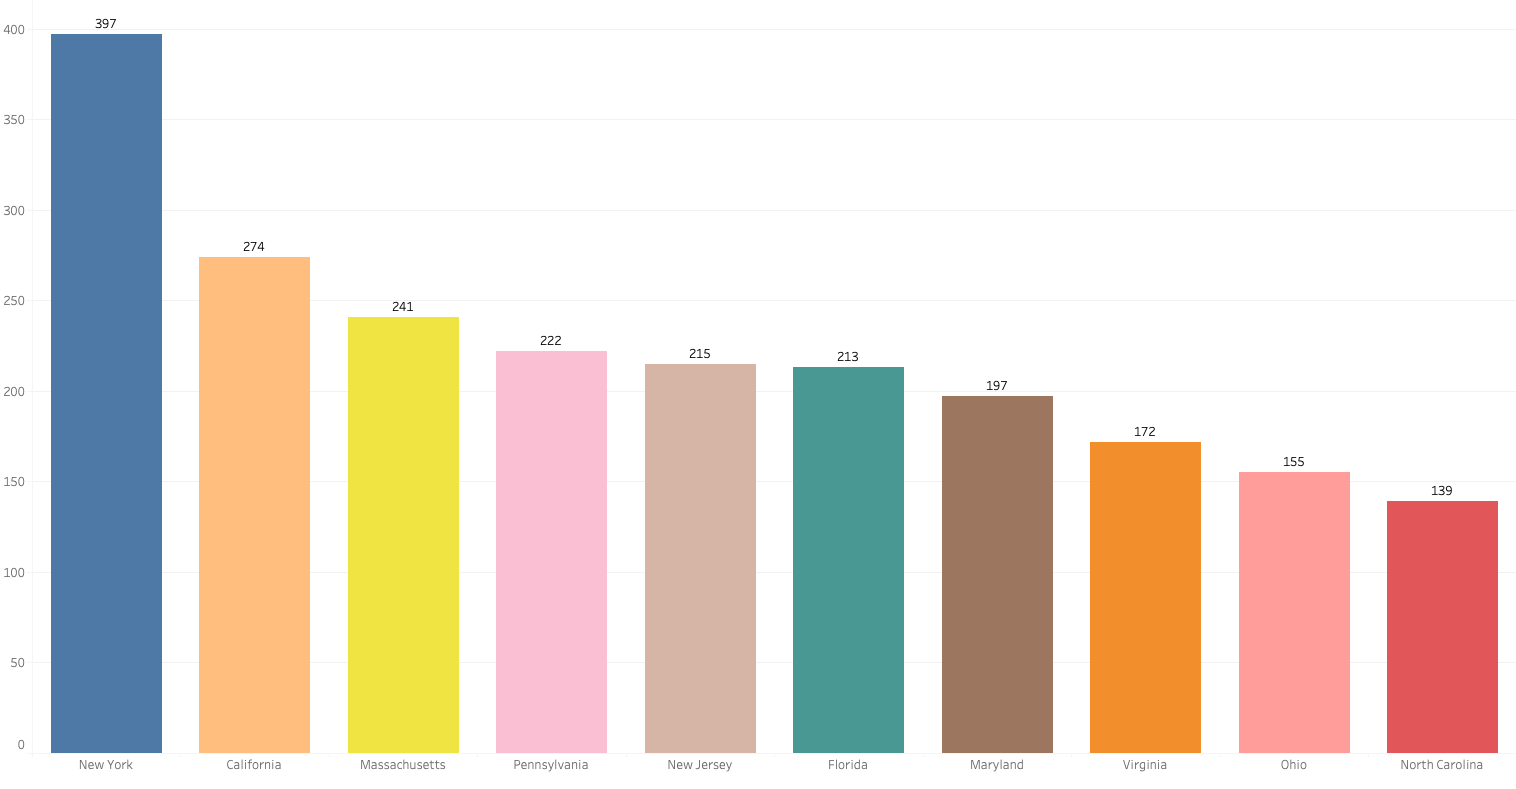 397
400
350
300
274
250
241
222
215
213
200
197
172
155
150
139
100
50
0
New York
California
Massachusetts
Pennsylvania
New Jersey
Florida
Maryland
Virginia
Ohio
North Carolina